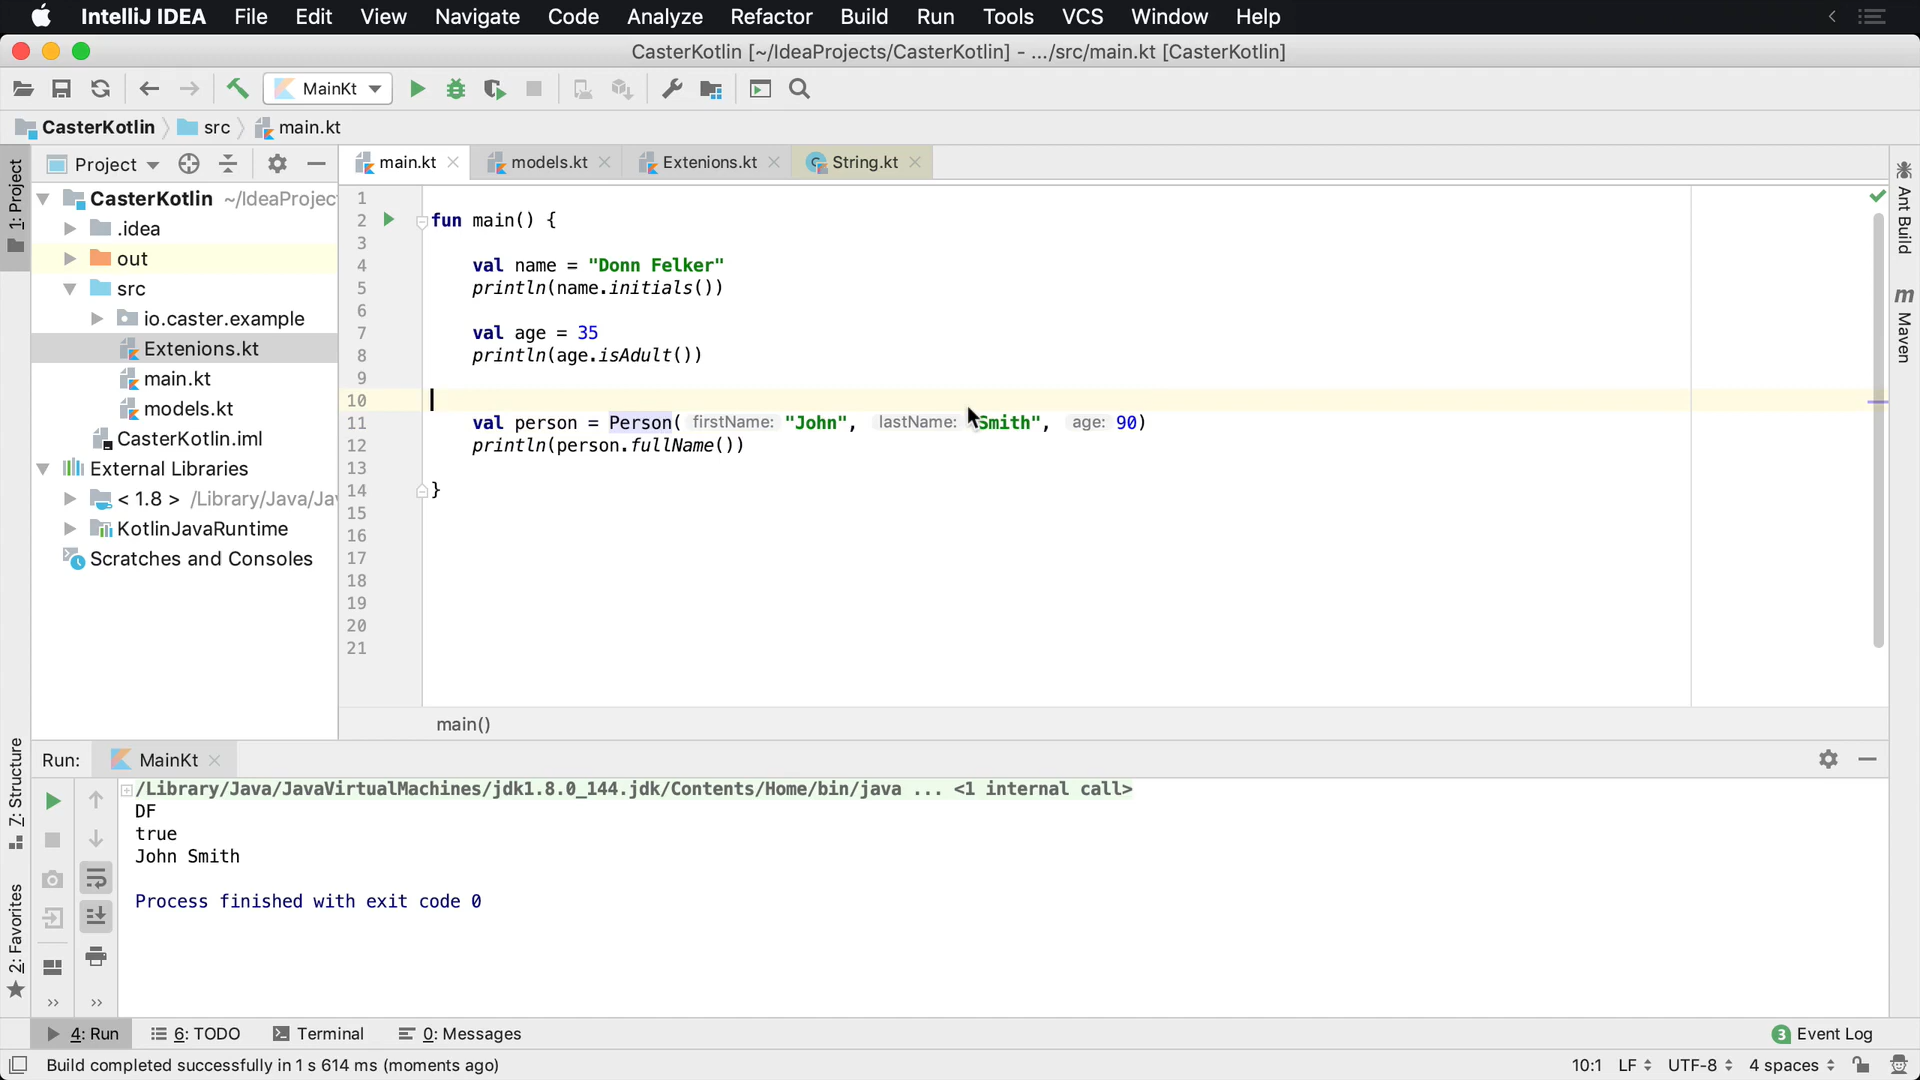 IntelliJ IDEA File Edit View Navigate Code Analyze Refactor Build Run Tools VCS Window Help
CasterKotlin [~/IdeaProjects/CasterKotlin] - .../src/main.kt [CasterKotlin]
MainKt
CasterKotlin src main.kt
1: Project
Project
main.kt models.kt Extenions.kt String.kt
CasterKotlin ~/IdeaProjec
.idea
out
src
io.caster.example
Extenions.kt
main.kt
models.kt
CasterKotlin.iml
External Libraries
< 1.8 > /Library/Java/Ja
KotlinJavaRuntime
Scratches and Consoles
1
2 fun main() {
3
4 val name = "Donn Felker"
5 println(name.initials())
6
7 val age = 35
8 println(age.isAdult())
9
10
11 val person = Person( firstName: "John", lastName: "Smith", age: 90)
12 println(person.fullName())
13
14 }
15
16
17
18
19
20
21
main()
Ant Build
m Maven
Z: Structure
2: Favorites
Run: MainKt
/Library/Java/JavaVirtualMachines/jdk1.8.0_144.jdk/Contents/Home/bin/java ... <1 internal call>
DF
true
John Smith
Process finished with exit code 0
4: Run 6: TODO Terminal 0: Messages 3 Event Log
Build completed successfully in 1 s 614 ms (moments ago) 10:1 LF UTF-8 4 spaces